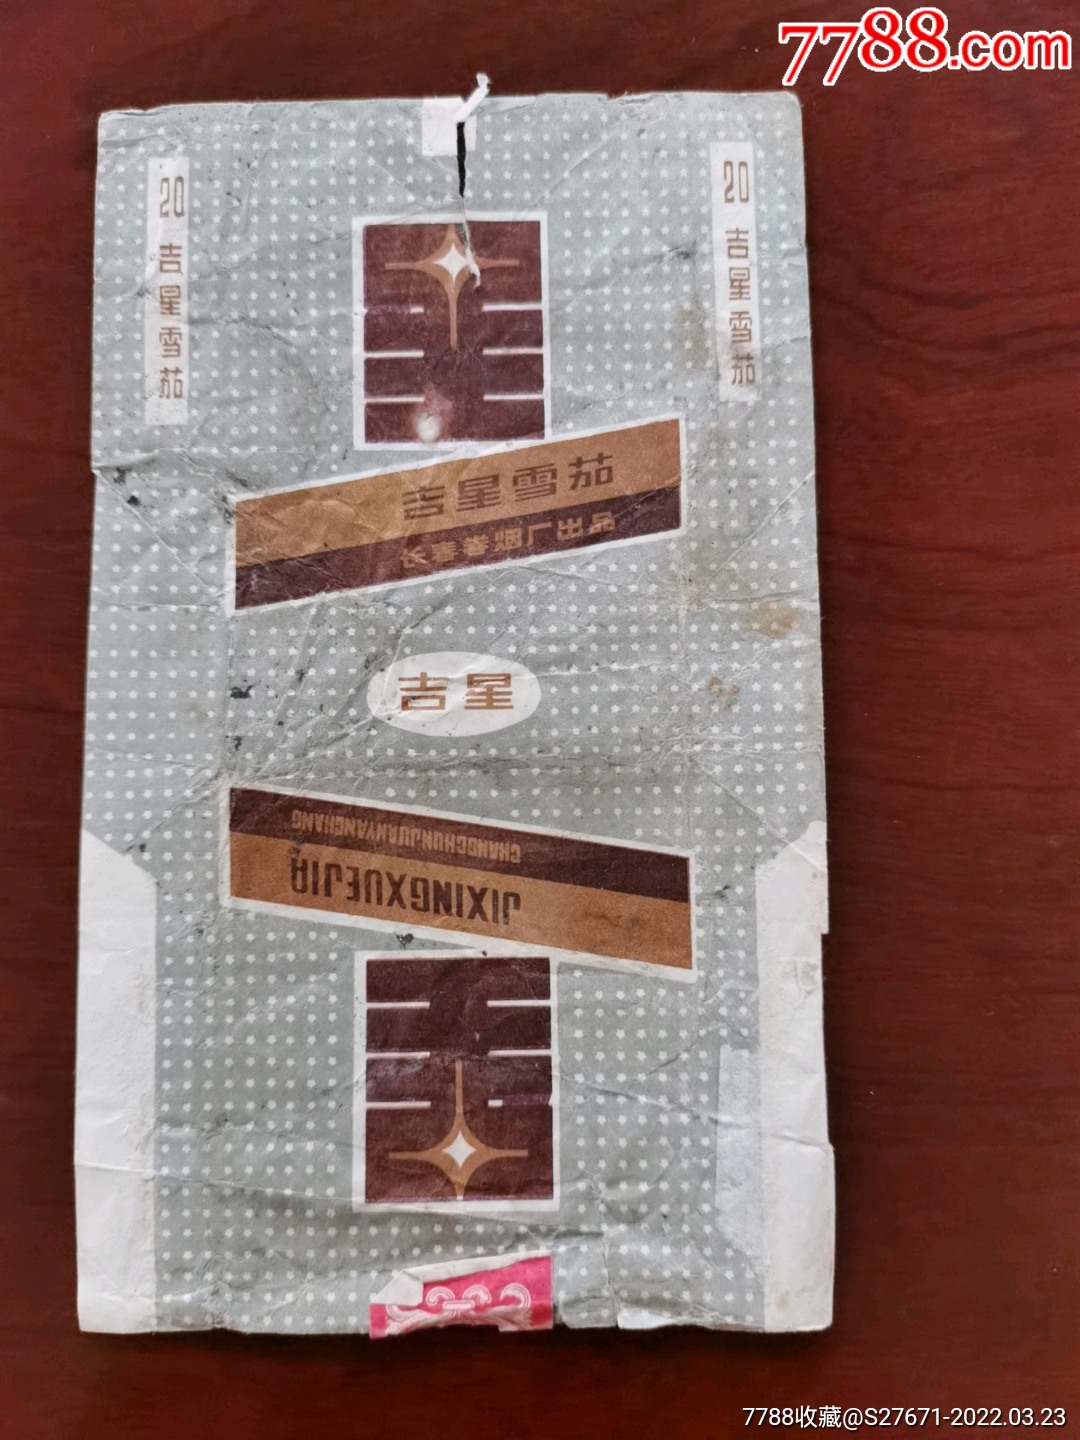 7788.com
20 吉星雪茄
20 吉星雪茄
吉星雪茄
长春卷烟厂出品
吉星
CHANGCHUNJUANYANCHANG
JIXINGXUEJIA
7788收藏@S27671-2022.03.23